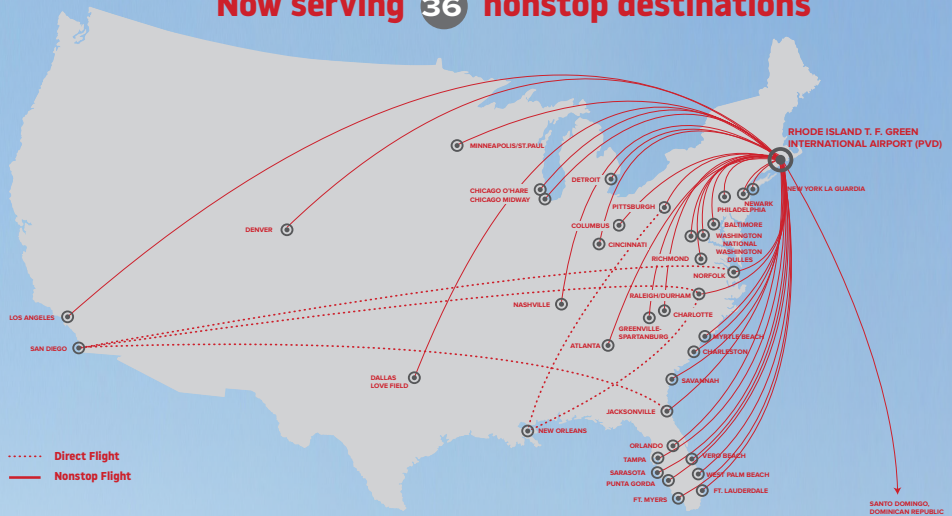 Now serving 36 nonstop destinations
RHODE ISLAND T. F. GREEN
INTERNATIONAL AIRPORT (PVD)
MINNEAPOLIS/ST.PAUL
DETROIT
CHICAGO O'HARE
CHICAGO MIDWAY
NEW YORK LA GUARDIA
NEWARK
PHILADELPHIA
PITTSBURGH
COLUMBUS
BALTIMORE
DENVER
CINCINNATI
WASHINGTON
NATIONAL
WASHINGTON
DULLES
RICHMOND
NORFOLK
RALEIGH/DURHAM
NASHVILLE
LOS ANGELES
CHARLOTTE
GREENVILLE-
SPARTANBURG
MYRTLE BEACH
SAN DIEGO
ATLANTA
CHARLESTON
DALLAS
LOVE FIELD
SAVANNAH
JACKSONVILLE
NEW ORLEANS
ORLANDO
TAMPA
VERO BEACH
SARASOTA
WEST PALM BEACH
PUNTA GORDA
FT. LAUDERDALE
FT. MYERS
Direct Flight
Nonstop Flight
SANTO DOMINGO,
DOMINICAN REPUBLIC